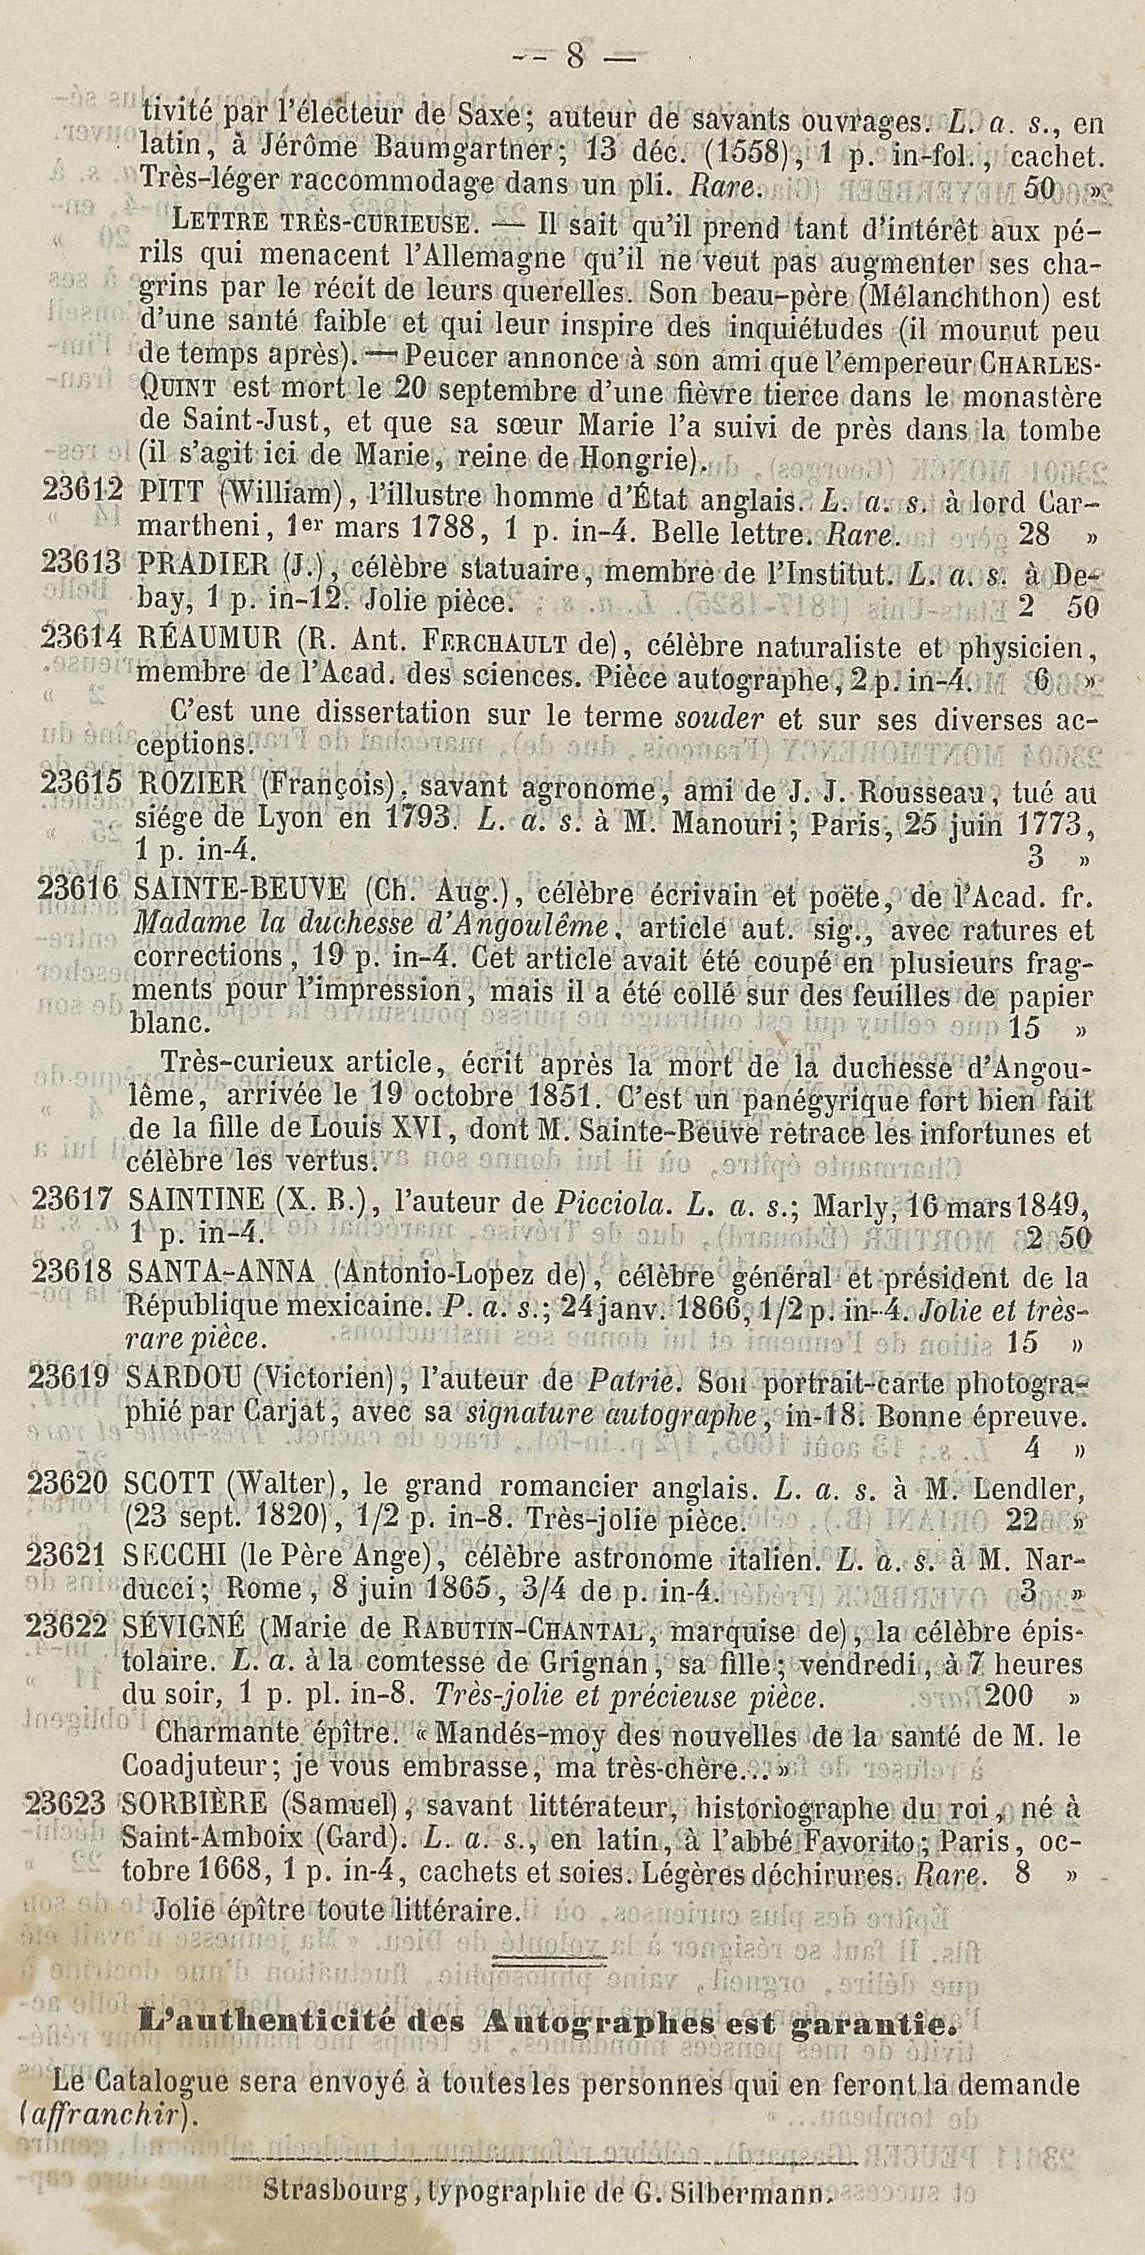 -- 8 —
tivité par l'électeur de Saxe; auteur de savants ouvrages. L. a. s., en
latin, à Jérôme Baumgartner; 13 déc. (1558), 1 p. in-fol., cachet.
Très-léger raccommodage dans un pli. Rare. 50 »
LETTRE TRÈS-CURIEUSE. — Il sait qu'il prend tant d'intérêt aux pé-
rils qui menacent l'Allemagne qu'il ne veut pas augmenter ses cha-
grins par le récit de leurs querelles. Son beau-père (Mélanchthon) est
d'une santé faible et qui leur inspire des inquiétudes (il mourut peu
de temps après). — Peucer annonce à son ami que l'empereur CHARLES-
QUINT est mort le 20 septembre d'une fièvre tierce dans le monastère
de Saint-Just, et que sa sœur Marie l'a suivi de près dans la tombe
(il s'agit ici de Marie, reine de Hongrie).
23612 PITT (William), l'illustre homme d'État anglais. L. a. s. à lord Car-
martheni, 1er mars 1788, 1 p. in-4. Belle lettre. Rare. 28 »
23613 PRADIER (J.), célèbre statuaire, membre de l'Institut. L. a. s. à De-
bay, 1 p. in-12. Jolie pièce. 2 50
23614 RÉAUMUR (R. Ant. FERCHAULT de), célèbre naturaliste et physicien,
membre de l'Acad. des sciences. Pièce autographe, 2 p. in-4. 6 »
C'est une dissertation sur le terme souder et sur ses diverses ac-
ceptions.
23615 ROZIER (François), savant agronome, ami de J. J. Rousseau, tué au
siége de Lyon en 1793. L. a. s. à M. Manouri; Paris, 25 juin 1773,
1 p. in-4. 3 »
23616 SAINTE-BEUVE (Ch. Aug.), célèbre écrivain et poëte, de l'Acad. fr.
Madame la duchesse d'Angoulême, article aut. sig., avec ratures et
corrections, 19 p. in-4. Cet article avait été coupé en plusieurs frag-
ments pour l'impression, mais il a été collé sur des feuilles de papier
blanc. 15 »
Très-curieux article, écrit après la mort de la duchesse d'Angou-
lême, arrivée le 19 octobre 1851. C'est un panégyrique fort bien fait
de la fille de Louis XVI, dont M. Sainte-Beuve retrace les infortunes et
célèbre les vertus.
23617 SAINTINE (X. B.), l'auteur de Picciola. L. a. s.; Marly, 16 mars 1849,
1 p. in-4. 2 50
23618 SANTA-ANNA (Antonio-Lopez de), célèbre général et président de la
République mexicaine. P. a. s.; 24 janv. 1866, 1/2 p. in-4. Jolie et très-
rare pièce. 15 »
23619 SARDOU (Victorien), l'auteur de Patrie. Son portrait-carte photogra-
phié par Carjat, avec sa signature autographe, in-18. Bonne épreuve.
4 »
23620 SCOTT (Walter), le grand romancier anglais. L. a. s. à M. Lendler,
(23 sept. 1820), 1/2 p. in-8. Très-jolie pièce. 22 »
23621 SECCHI (le Père Ange), célèbre astronome italien. L. a. s. à M. Nar-
ducci; Rome, 8 juin 1865, 3/4 de p. in-4. 3 »
23622 SÉVIGNÉ (Marie de RABUTIN-CHANTAL, marquise de), la célèbre épis-
tolaire. L. a. à la comtesse de Grignan, sa fille; vendredi, à 7 heures
du soir, 1 p. pl. in-8. Très-jolie et précieuse pièce. 200 »
Charmante épître. « Mandés-moy des nouvelles de la santé de M. le
Coadjuteur; je vous embrasse, ma très-chère... »
23623 SORBIÈRE (Samuel), savant littérateur, historiographe du roi, né à
Saint-Amboix (Gard). L. a. s., en latin, à l'abbé Favorito; Paris, oc-
tobre 1668, 1 p. in-4, cachets et soies. Légères déchirures. Rare. 8 »
Jolie épître toute littéraire.
L'authenticité des Autographes est garantie.
Le Catalogue sera envoyé à toutes les personnes qui en feront la demande
(affranchir).
Strasbourg, typographie de G. Silbermann.